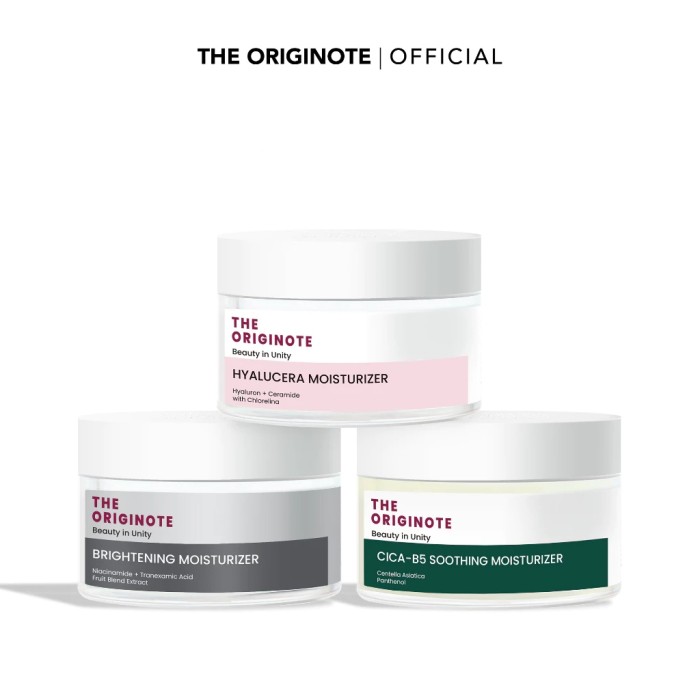 THE ORIGINOTE | OFFICIAL
THE
ORIGINOTE
Beauty in Unity
HYALUCERA MOISTURIZER
Hyaluron + Ceramide
with Chlorelina
THE
ORIGINOTE
Beauty in Unity
BRIGHTENING MOISTURIZER
Niacinamide + Tranexamic Acid
Fruit Blend Extract
THE
ORIGINOTE
Beauty in Unity
CICA-B5 SOOTHING MOISTURIZER
Centella Asiatica
Panthenol